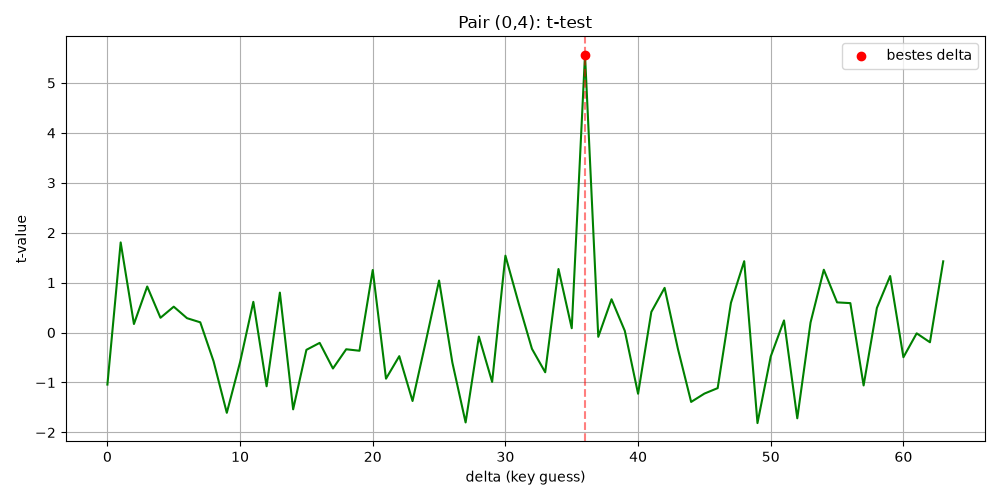 Pair (0,4): t-test
bestes delta
t-value
5
4
3
2
1
0
−1
−2
0 10 20 30 40 50 60
delta (key guess)